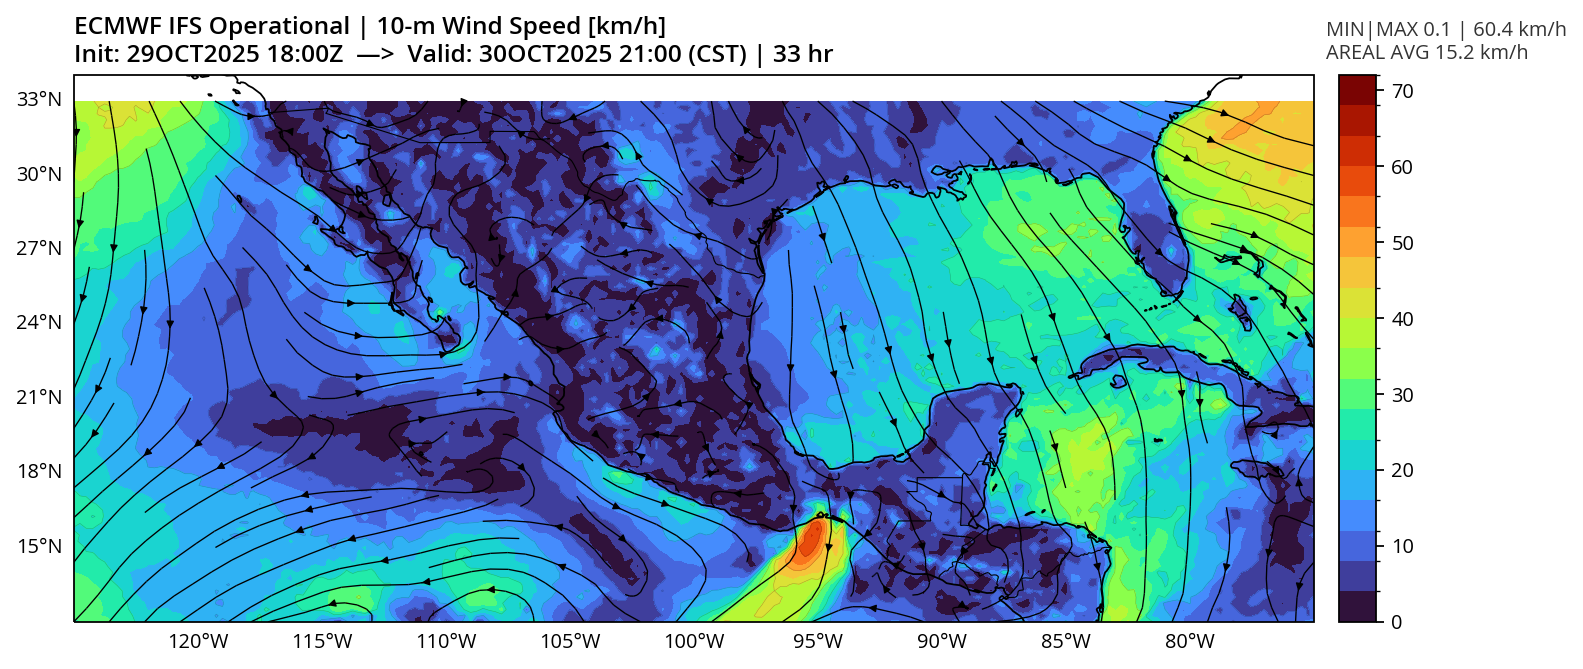 ECMWF IFS Operational | 10-m Wind Speed [km/h]
Init: 29OCT2025 18:00Z —> Valid: 30OCT2025 21:00 (CST) | 33 hr
MIN|MAX 0.1 | 60.4 km/h
AREAL AVG 15.2 km/h
33°N
30°N
27°N
24°N
21°N
18°N
15°N
120°W
115°W
110°W
105°W
100°W
95°W
90°W
85°W
80°W
70
60
50
40
30
20
10
0